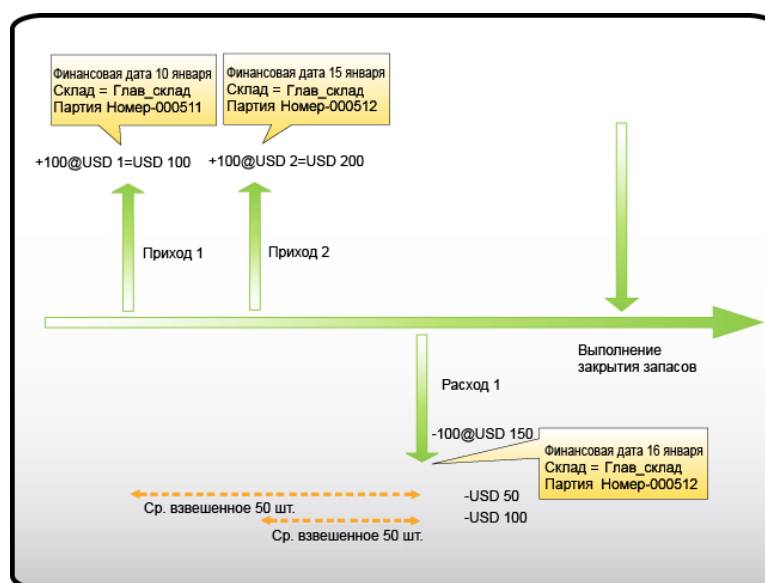 Финансовая дата 10 января
Склад = Глав_склад
Партия Номер-000511
Финансовая дата 15 января
Склад = Глав_склад
Партия Номер-000512
+100@USD 1=USD 100
+100@USD 2=USD 200
Приход 1
Приход 2
Выполнение
закрытия запасов
Расход 1
-100@USD 150
Финансовая дата 16 января
Склад = Глав_склад
Партия Номер-000512
-USD 50
Ср. взвешенное 50 шт.
-USD 100
Ср. взвешенное 50 шт.